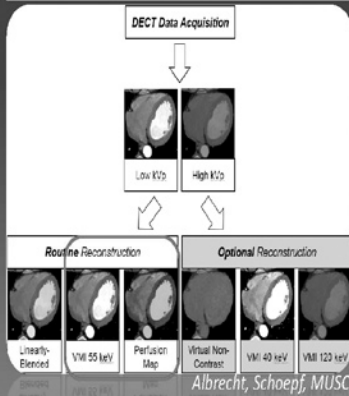 DECT Data Acquisition
Low kVp
High kVp
Routine Reconstruction
Optional Reconstruction
Linearly-
Blended
VMI 55 keV
Perfusion
Map
Virtual Non-
Contrast
VMI 40 keV
VMI 120 keV
Albrecht, Schoepf, MUSC